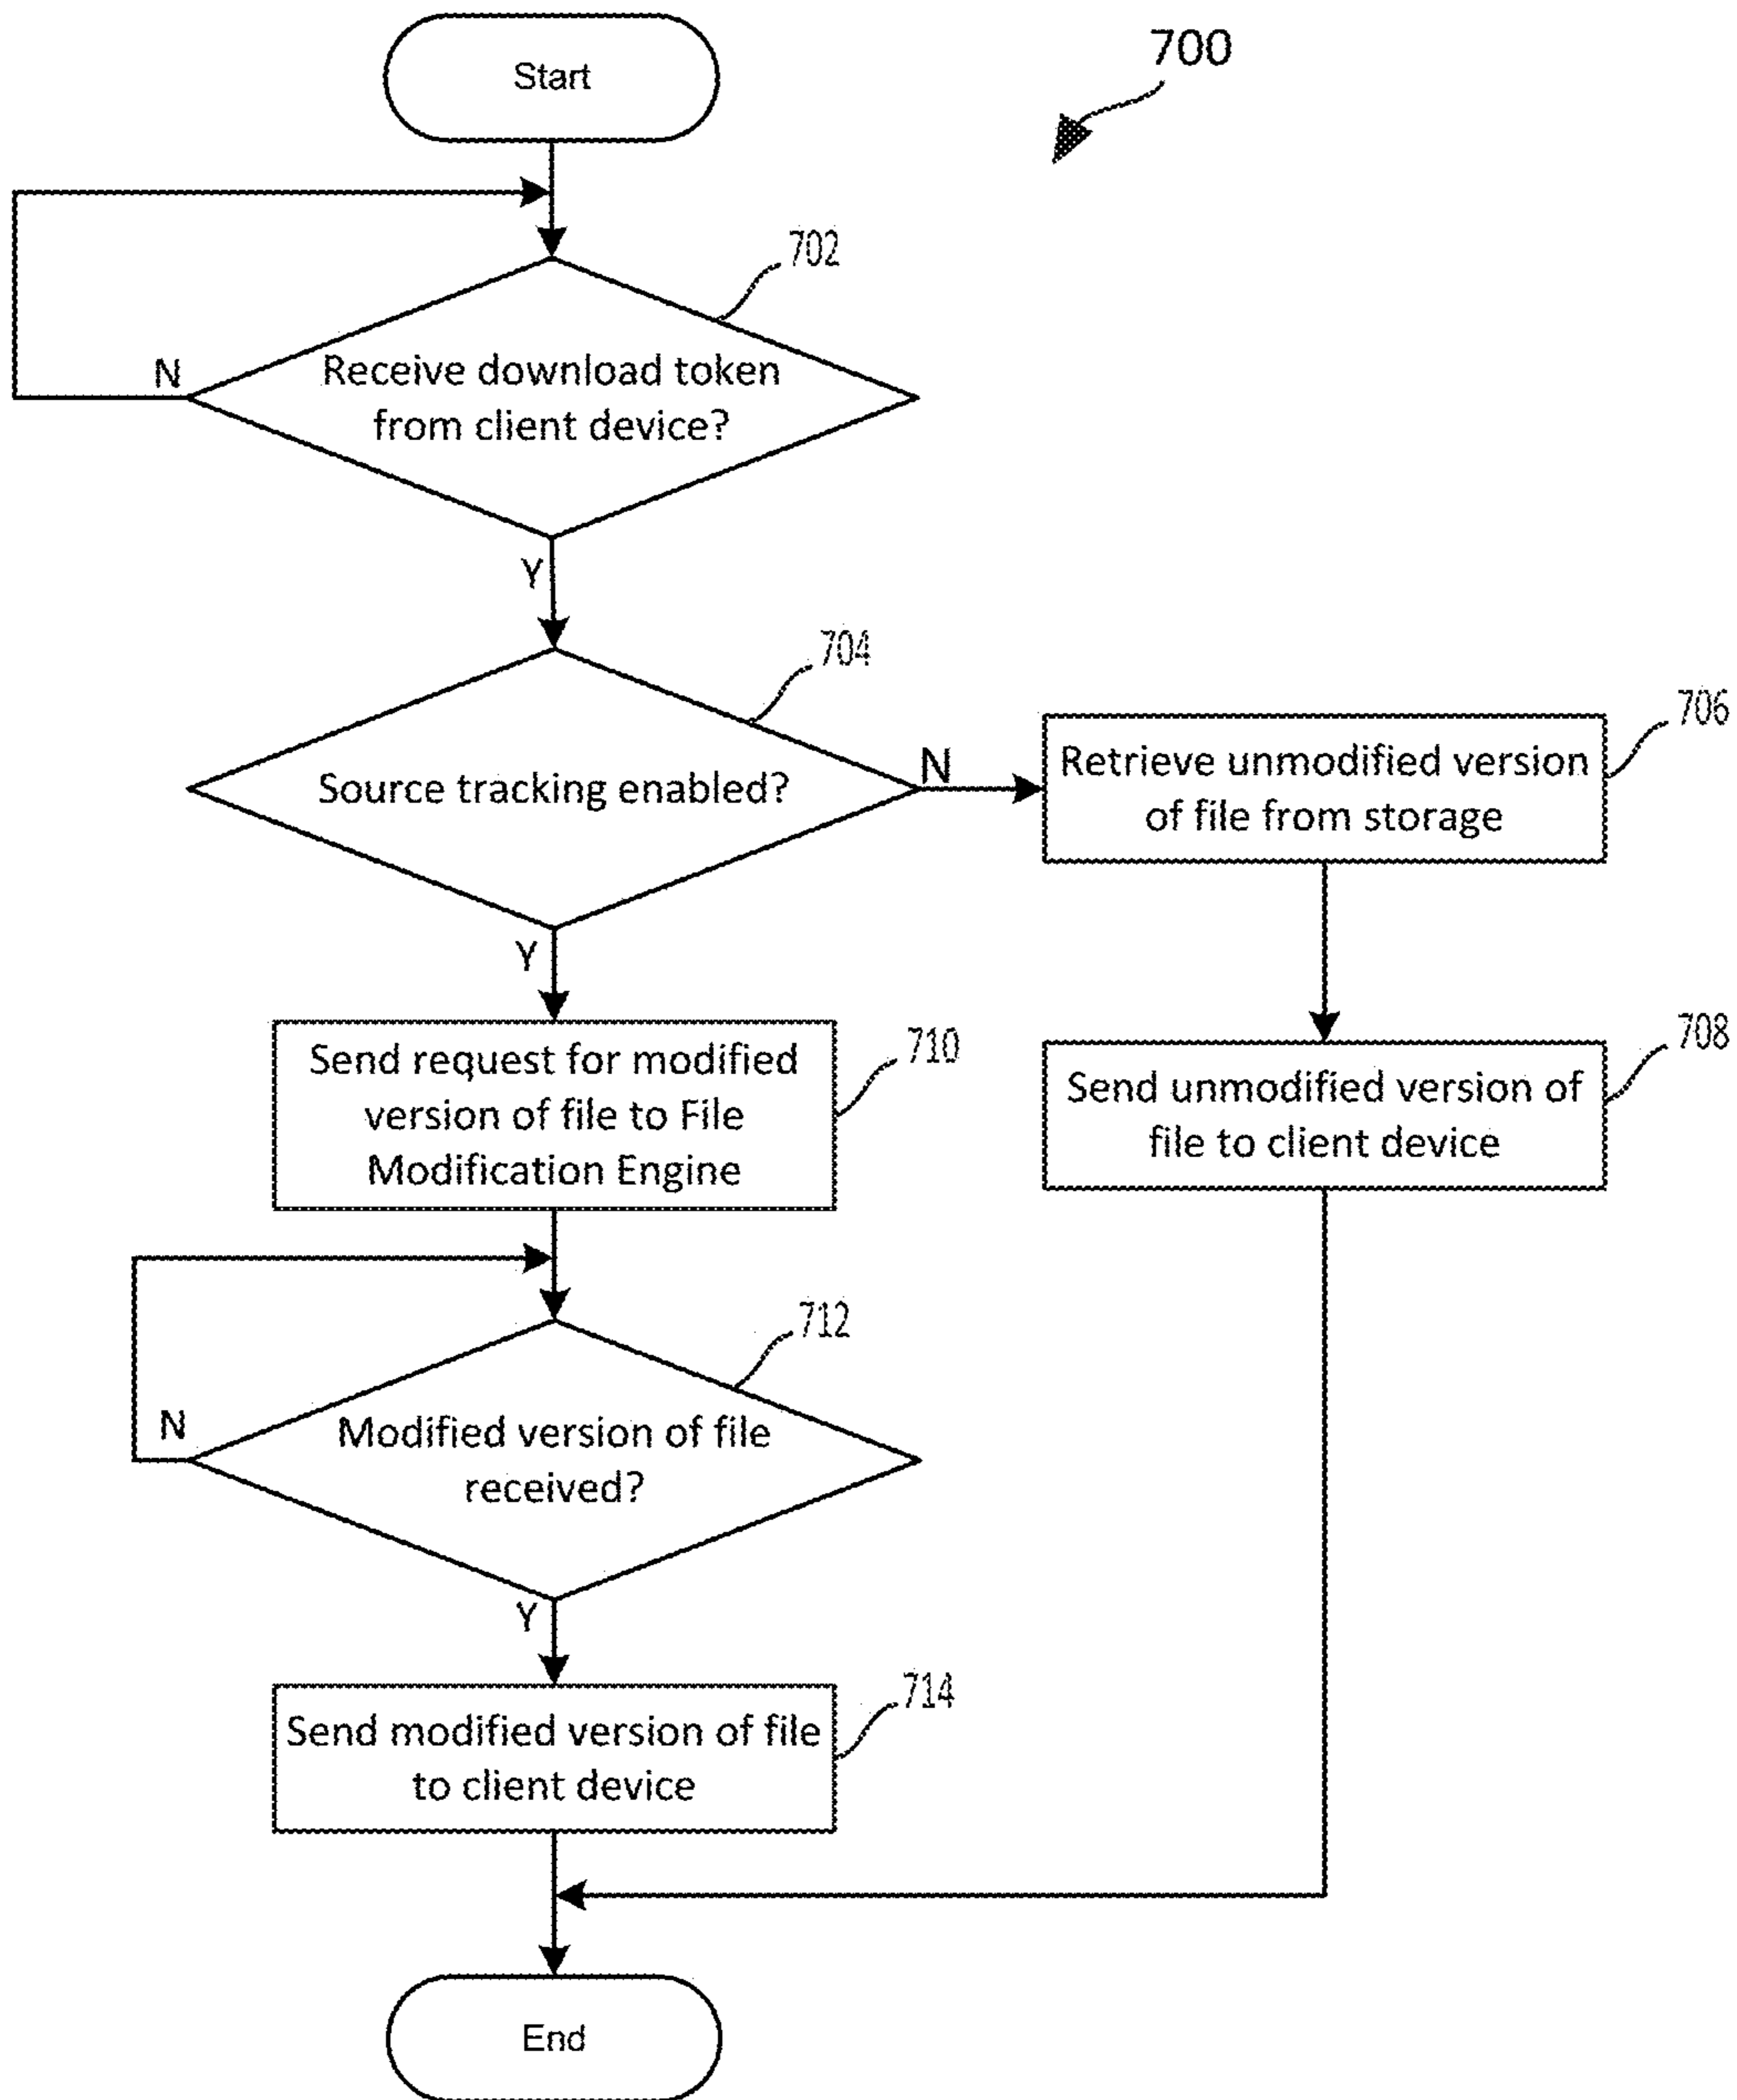 Start
700
702
N
Receive download token
from client device?
Y
704
Source tracking enabled?
N
706
Retrieve unmodified version
of file from storage
Y
710
Send request for modified
version of file to File
Modification Engine
708
Send unmodified version of
file to client device
712
N
Modified version of file
received?
Y
714
Send modified version of file
to client device
End